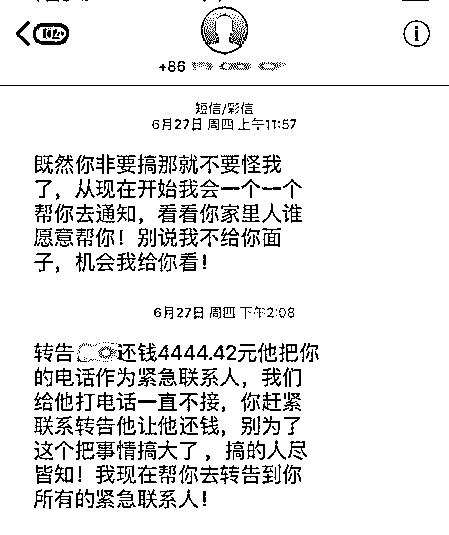 +86
短信/彩信
6月27日 周四 上午11:57
既然你非要搞那就不要怪我
了，从现在开始我会一个一个
帮你去通知，看看你家里人谁
愿意帮你！别说我不给你面
子，机会我给你看！
6月27日 周四 下午2:08
转告 还钱4444.42元他把你
的电话作为紧急联系人，我们
给他打电话一直不接，你赶紧
联系转告他让他还钱，别为了
这个把事情搞大了，搞的人尽
皆知！我现在帮你去转告到你
所有的紧急联系人！